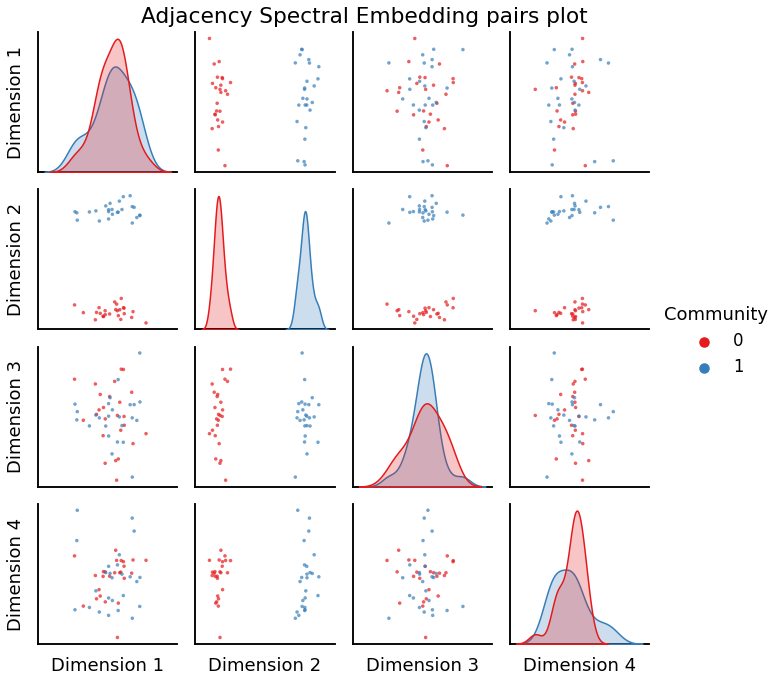 Adjacency Spectral Embedding pairs plot
Dimension 1
Dimension 2
Dimension 3
Dimension 4
Community
0
1
Dimension 1
Dimension 2
Dimension 3
Dimension 4